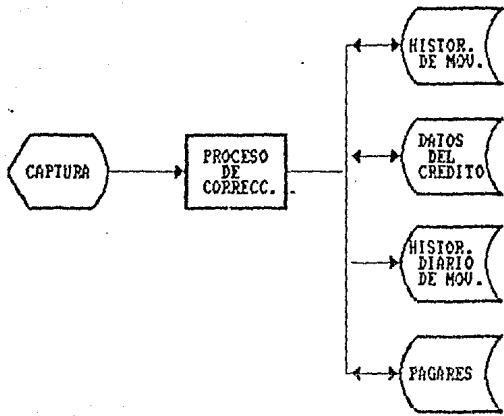 CAPTURA
PROCESO
DE
CORRECC.
HISTOR.
DE MOV.
DATOS
DEL
CREDITO
HISTOR.
DIARIO
DE MOV.
PAGARES